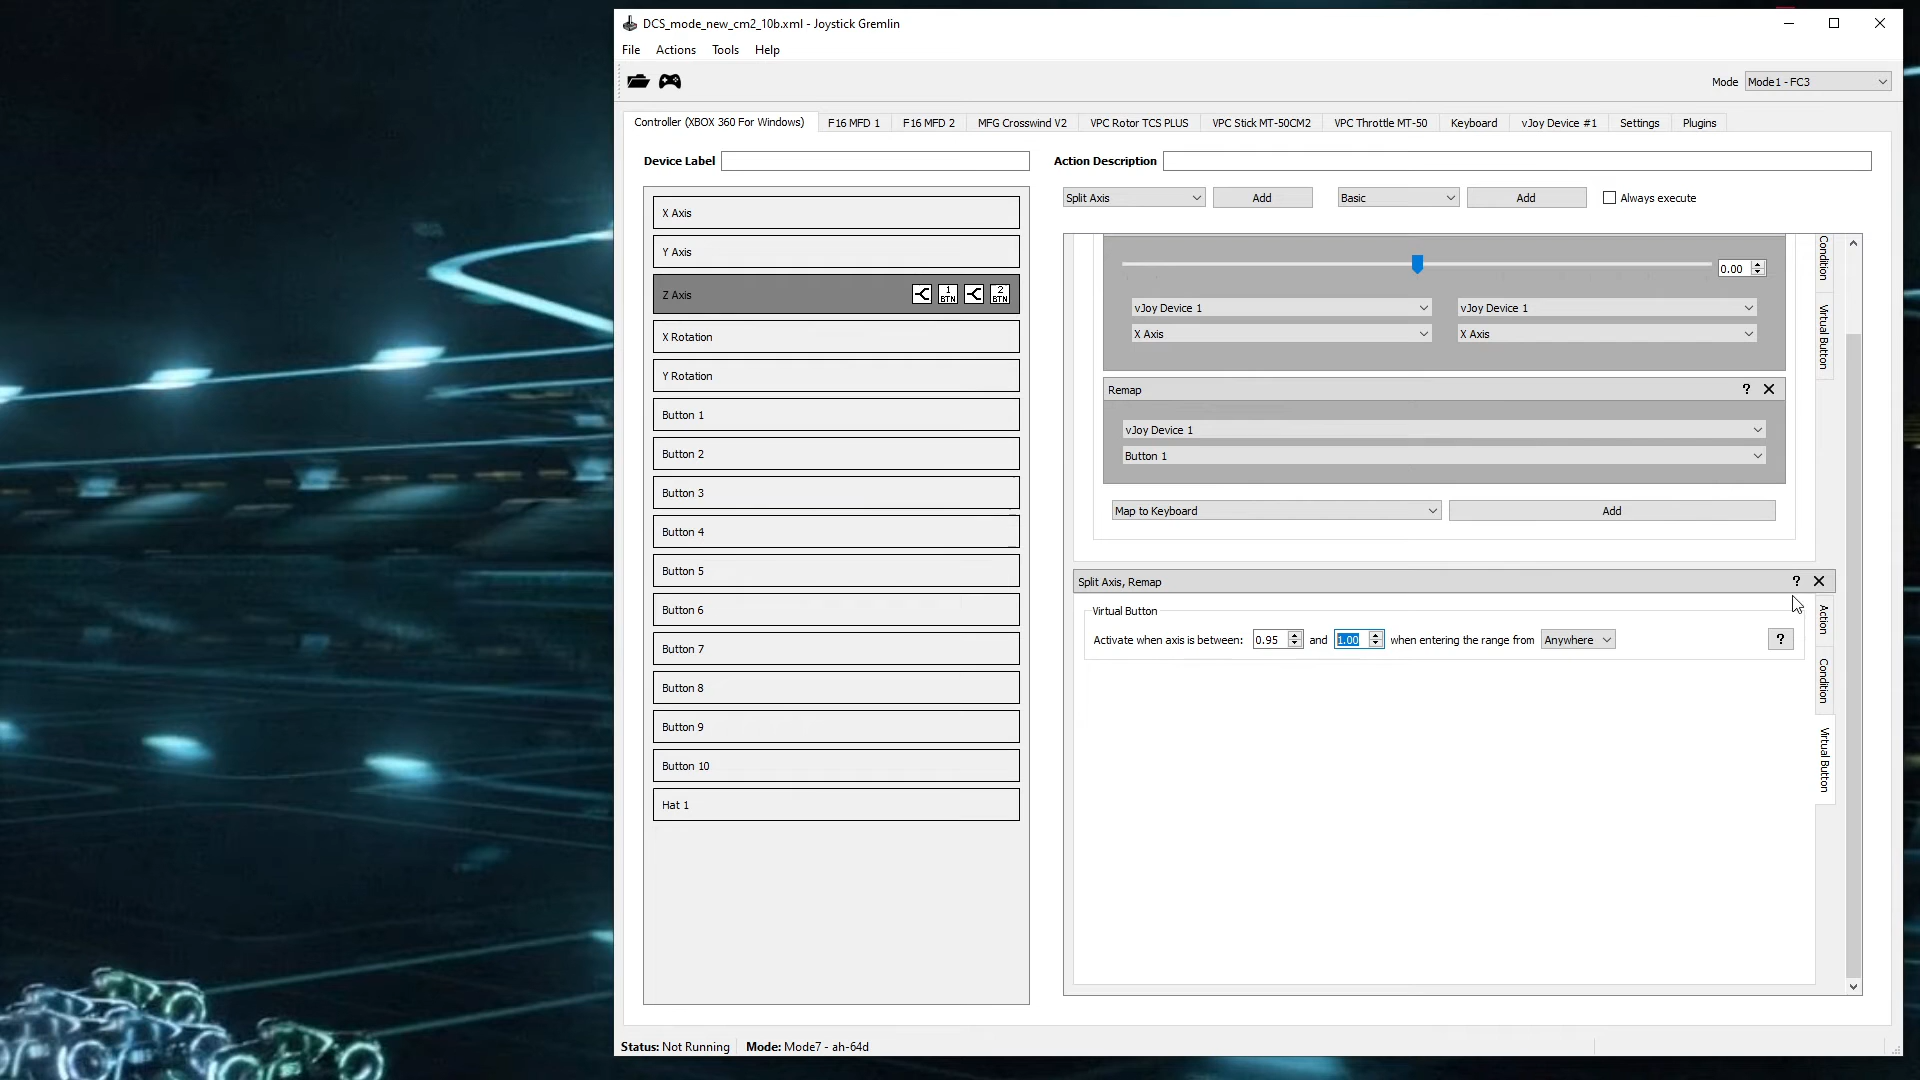 DCS_mode_new_cm2_10b.xml - Joystick Gremlin
File Actions Tools Help
Mode Mode1 - FC3
Controller (XBOX 360 For Windows) F16 MFD 1 F16 MFD 2 MFG Crosswind V2 VPC Rotor TCS PLUS VPC Stick MT-50CM2 VPC Throttle MT-50 Keyboard vJoy Device #1 Settings Plugins
Device Label
Action Description
Split Axis Add Basic Add Always execute
X Axis
Y Axis
Z Axis 1 BTN 2 BTN
X Rotation
Y Rotation
Button 1
Button 2
Button 3
Button 4
Button 5
Button 6
Button 7
Button 8
Button 9
Button 10
Hat 1
Condition
Virtual Button
0.00
vJoy Device 1 vJoy Device 1
X Axis X Axis
Remap ?
vJoy Device 1
Button 1
Map to Keyboard Add
Split Axis, Remap ?
Virtual Button
Activate when axis is between: 0.95 and 1.00 when entering the range from Anywhere ?
Action
Condition
Virtual Button
Status: Not Running Mode: Mode7 - ah-64d